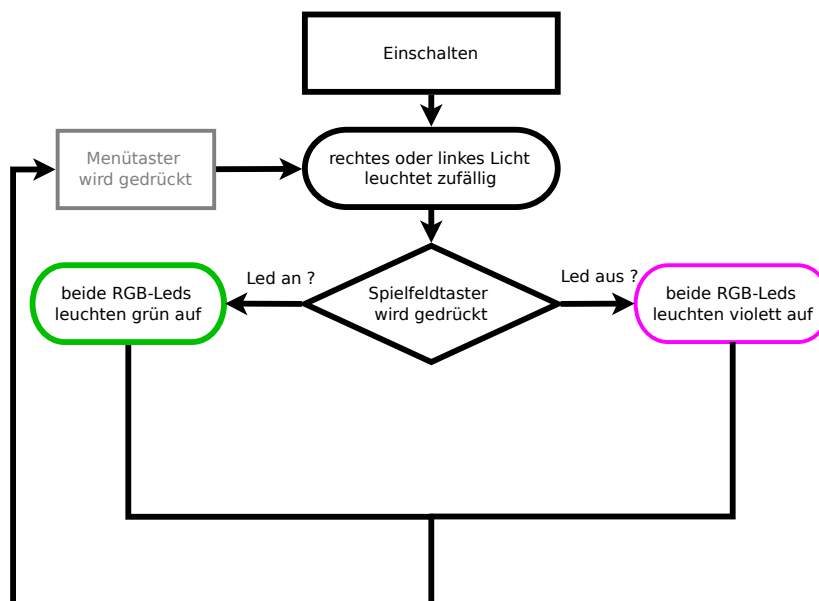 Einschalten
Menütaster
wird gedrückt
rechtes oder linkes Licht
leuchtet zufällig
Led an ?
Led aus ?
beide RGB-Leds
leuchten grün auf
Spielfeldtaster
wird gedrückt
beide RGB-Leds
leuchten violett auf